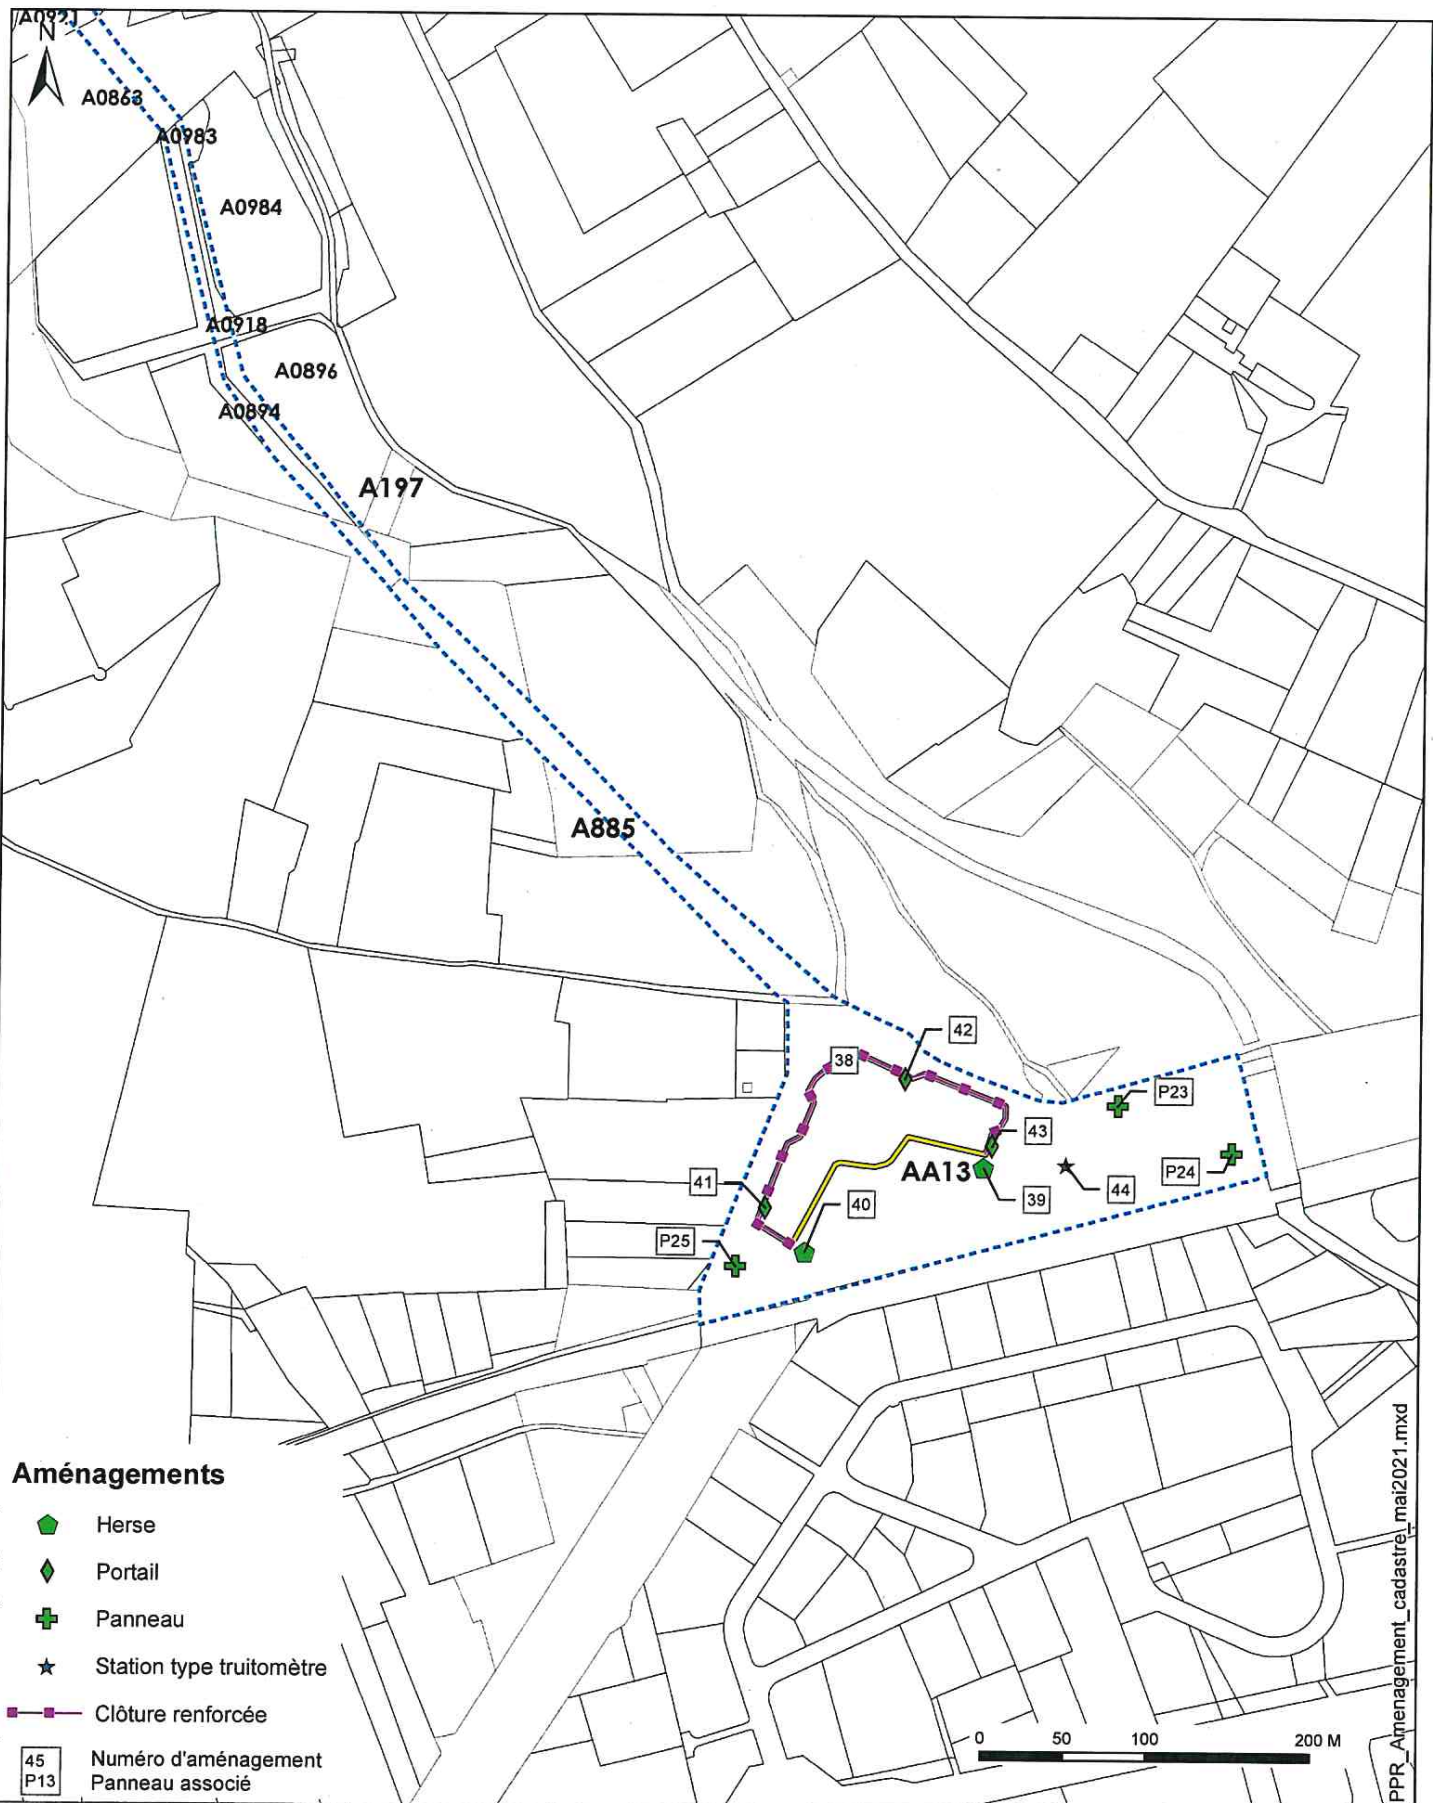 A0921
N
A0863
A0983
A0984
A0918
A0896
A0894
A197
A885
42
38
P23
43
AA13
P24
41
44
39
40
P25
Aménagements
Herse
Portail
Panneau
Station type truitomètre
Clôture renforcée
45
P13
Numéro d'aménagement
Panneau associé
0 50 100 200 M
PPR_Amenagement_cadastre_mai2021.mxd